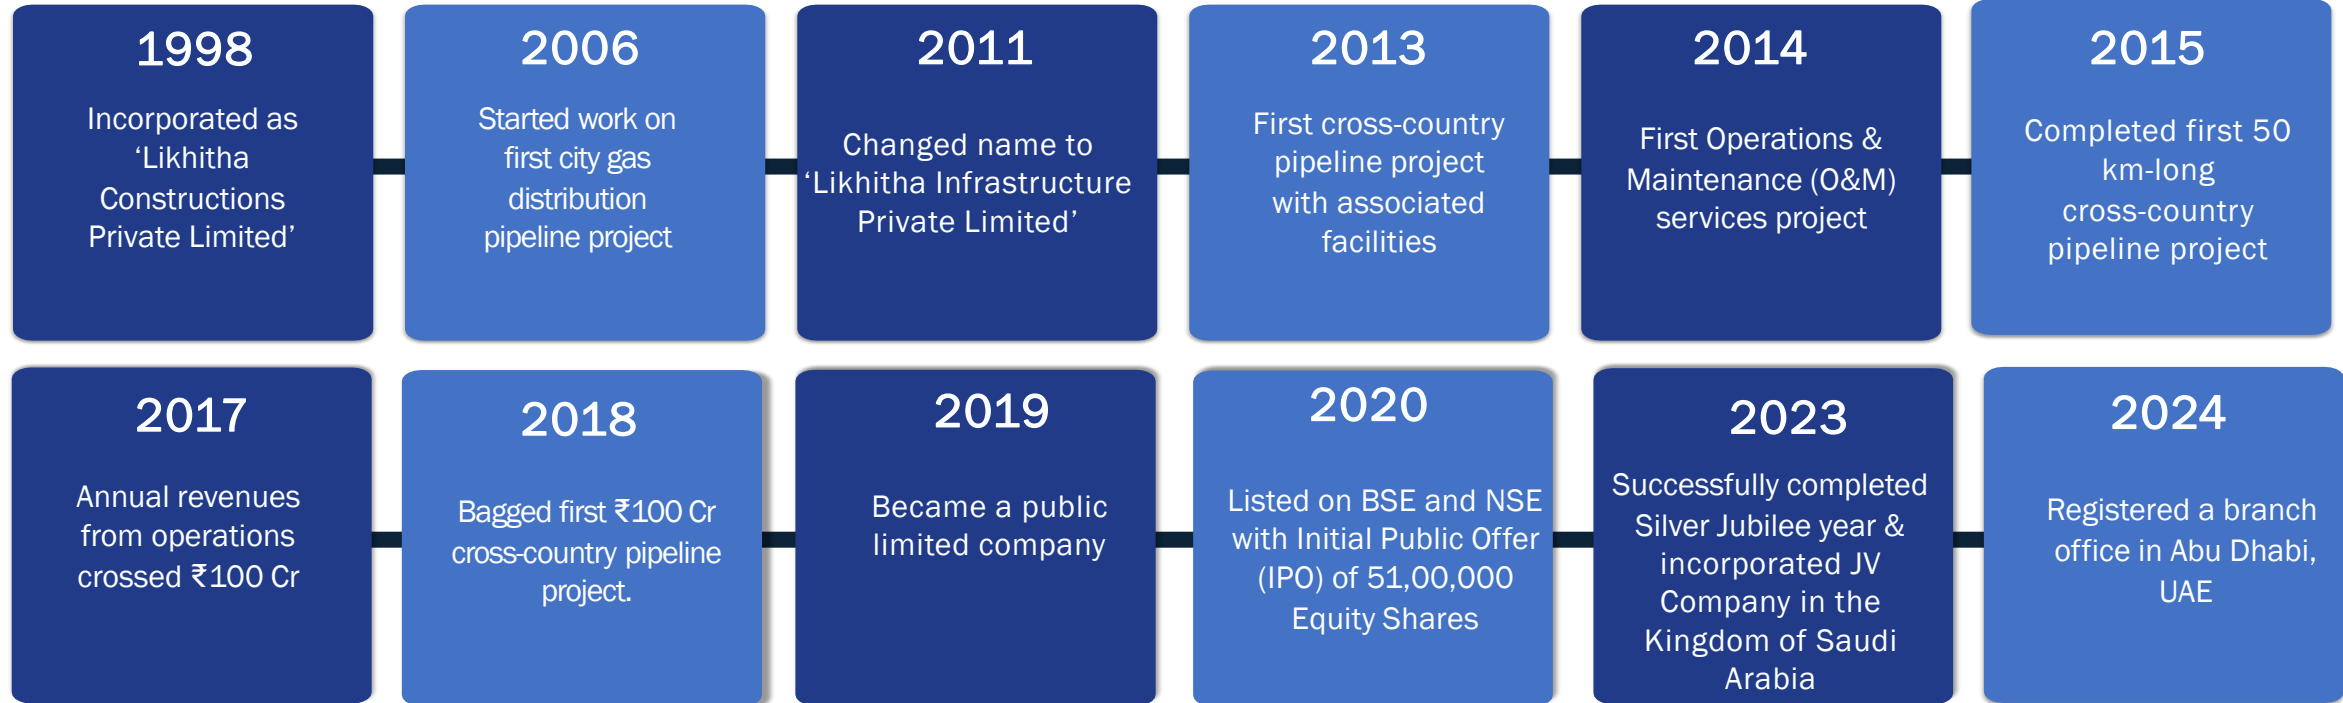 1998
Incorporated as
‘Likhitha
Constructions
Private Limited’
2006
Started work on
first city gas
distribution
pipeline project
2011
Changed name to
‘Likhitha Infrastructure
Private Limited’
2013
First cross-country
pipeline project
with associated
facilities
2014
First Operations &
Maintenance (O&M)
services project
2015
Completed first 50
km-long
cross-country
pipeline project
2017
Annual revenues
from operations
crossed ₹100 Cr
2018
Bagged first ₹100 Cr
cross-country pipeline
project.
2019
Became a public
limited company
2020
Listed on BSE and NSE
with Initial Public Offer
(IPO) of 51,00,000
Equity Shares
2023
Successfully completed
Silver Jubilee year &
incorporated JV
Company in the
Kingdom of Saudi
Arabia
2024
Registered a branch
office in Abu Dhabi,
UAE